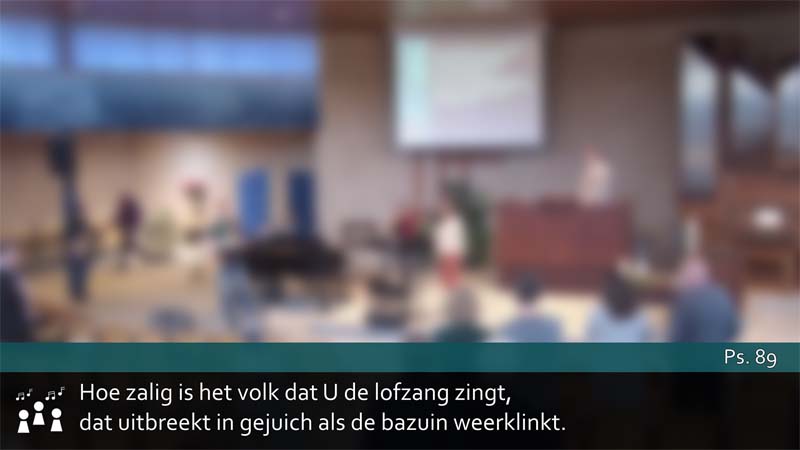 Ps. 89
Hoe zalig is het volk dat U de lofzang zingt,
dat uitbreekt in gejuich als de bazuin weerklinkt.